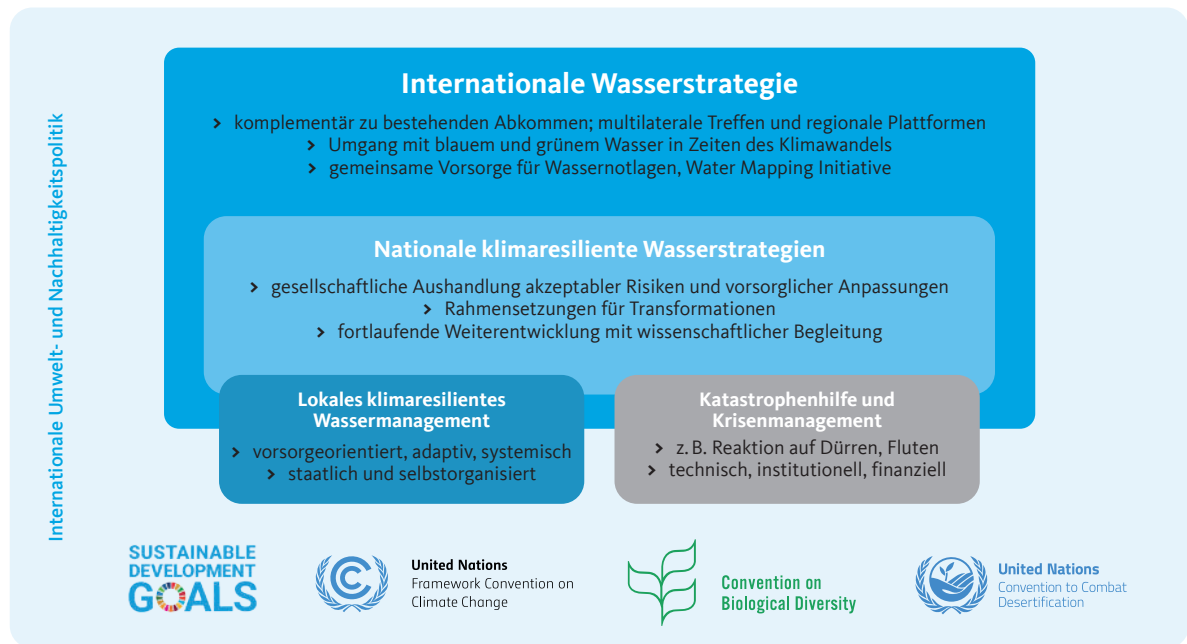 Internationale Umwelt- und Nachhaltigkeitspolitik
Internationale Wasserstrategie
> komplementär zu bestehenden Abkommen; multilaterale Treffen und regionale Plattformen
> Umgang mit blauem und grünem Wasser in Zeiten des Klimawandels
> gemeinsame Vorsorge für Wassernotlagen, Water Mapping Initiative
Nationale klimaresiliente Wasserstrategien
> gesellschaftliche Aushandlung akzeptabler Risiken und vorsorglicher Anpassungen
> Rahmensetzungen für Transformationen
> fortlaufende Weiterentwicklung mit wissenschaftlicher Begleitung
Lokales klimaresilientes
Wassermanagement
> vorsorgeorientiert, adaptiv, systemisch
> staatlich und selbstorganisiert
Katastrophenhilfe und
Krisenmanagement
> z. B. Reaktion auf Dürren, Fluten
> technisch, institutionell, finanziell
SUSTAINABLE
DEVELOPMENT
GOALS
United Nations
Framework Convention on
Climate Change
Convention on
Biological Diversity
United Nations
Convention to Combat
Desertification